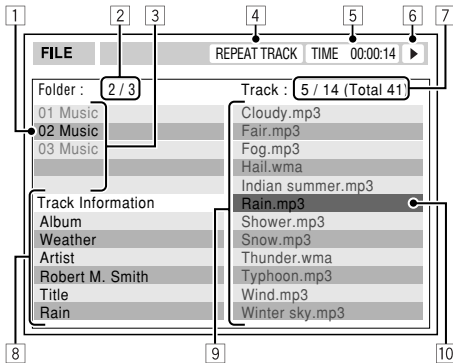 1 2 3 4 5 6 7
FILE REPEAT TRACK TIME 00:00:14
Folder : 2 / 3 Track : 5 / 14 (Total 41)
01 Music
02 Music
03 Music
Track Information
Album
Weather
Artist
Robert M. Smith
Title
Rain
Cloudy.mp3
Fair.mp3
Fog.mp3
Hail.wma
Indian summer.mp3
Rain.mp3
Shower.mp3
Snow.mp3
Thunder.wma
Typhoon.mp3
Wind.mp3
Winter sky.mp3
8 9 10